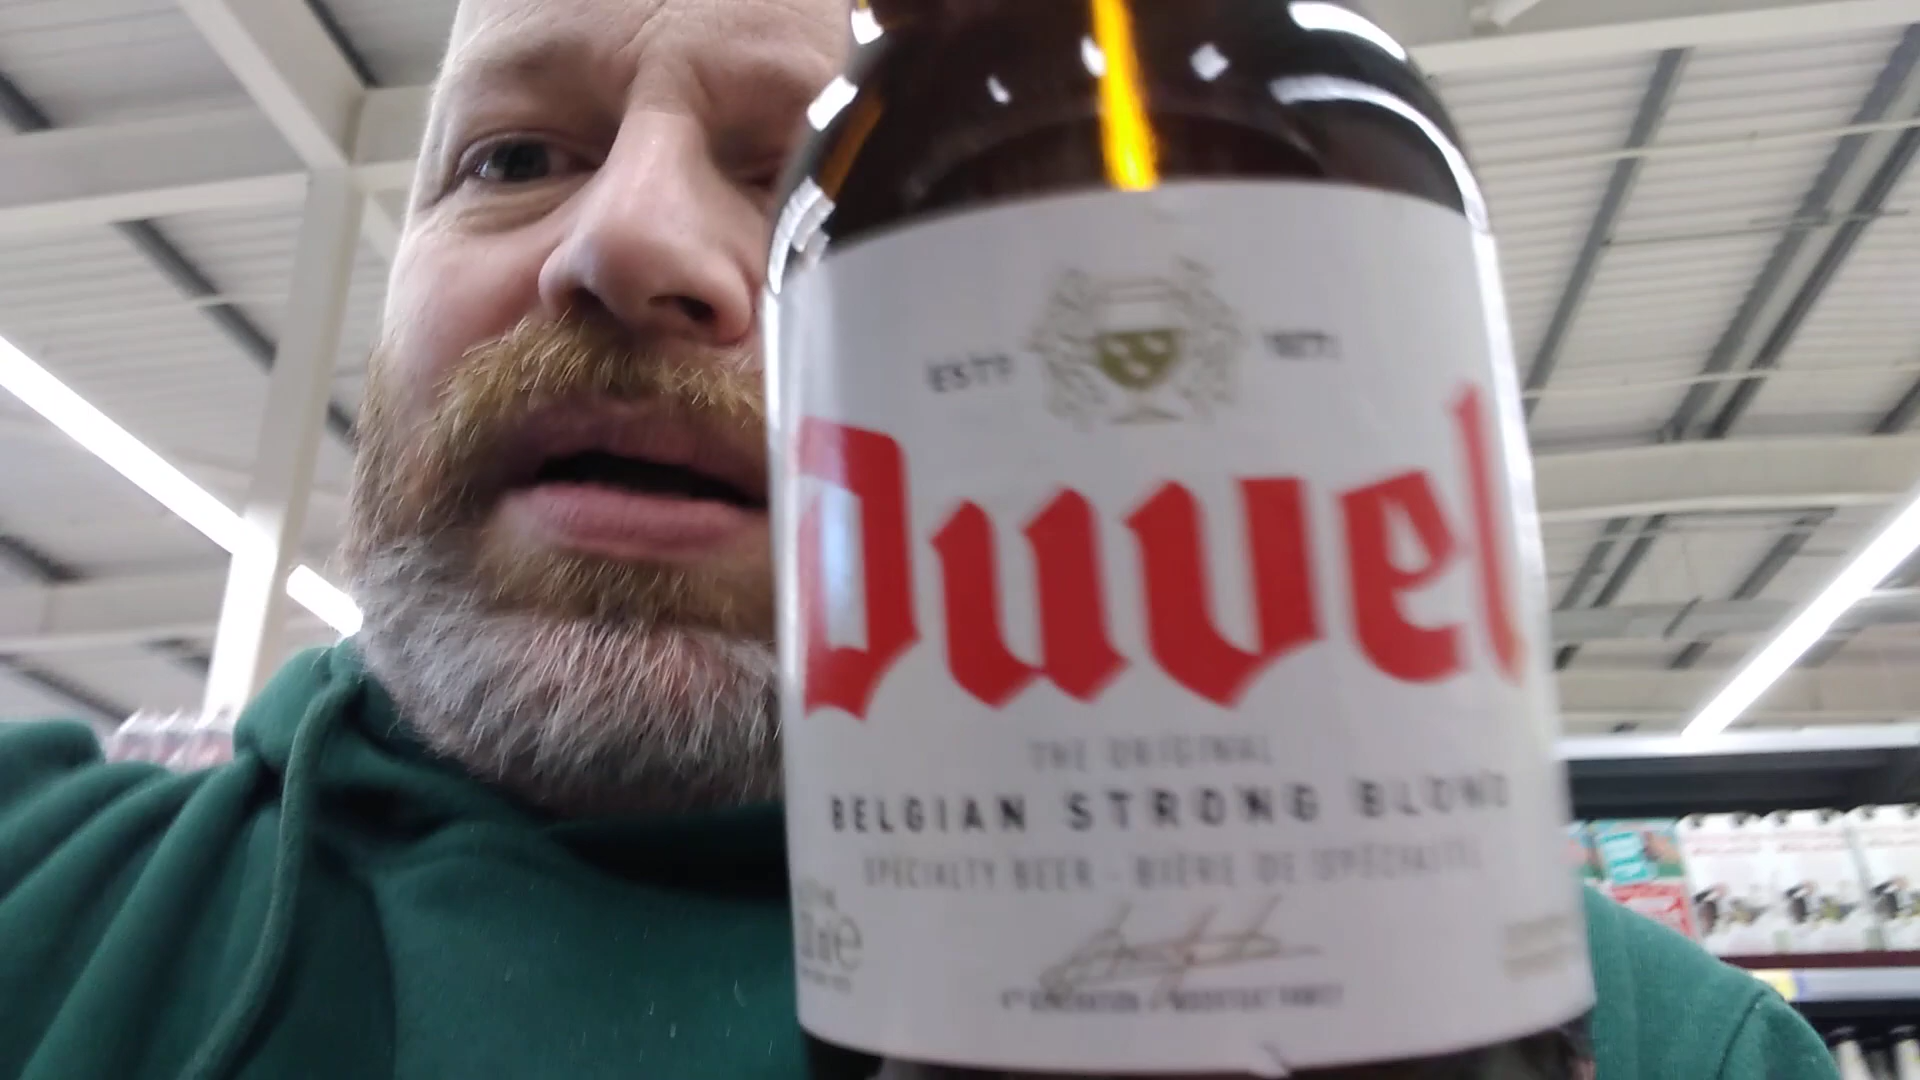 ESTD 1871
Duvel
THE ORIGINAL
BELGIAN STRONG BLOND
SPECIALTY BEER - BIÈRE DE SPÉCIALITÉ